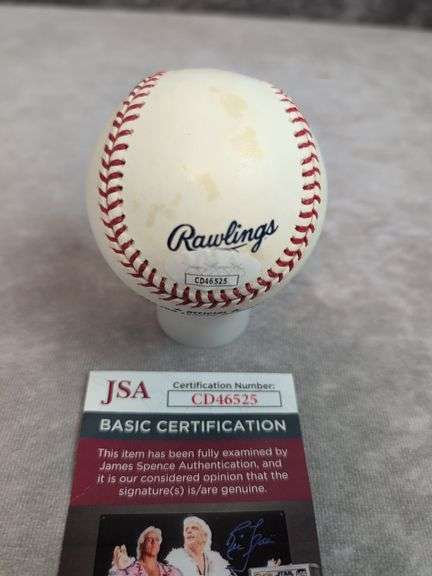 Rawlings
CD46525
JSA
Certification Number:
CD46525
BASIC CERTIFICATION
This item has been fully examined by
James Spence Authentication, and
it is our considered opinion that the
signature(s) is/are genuine.